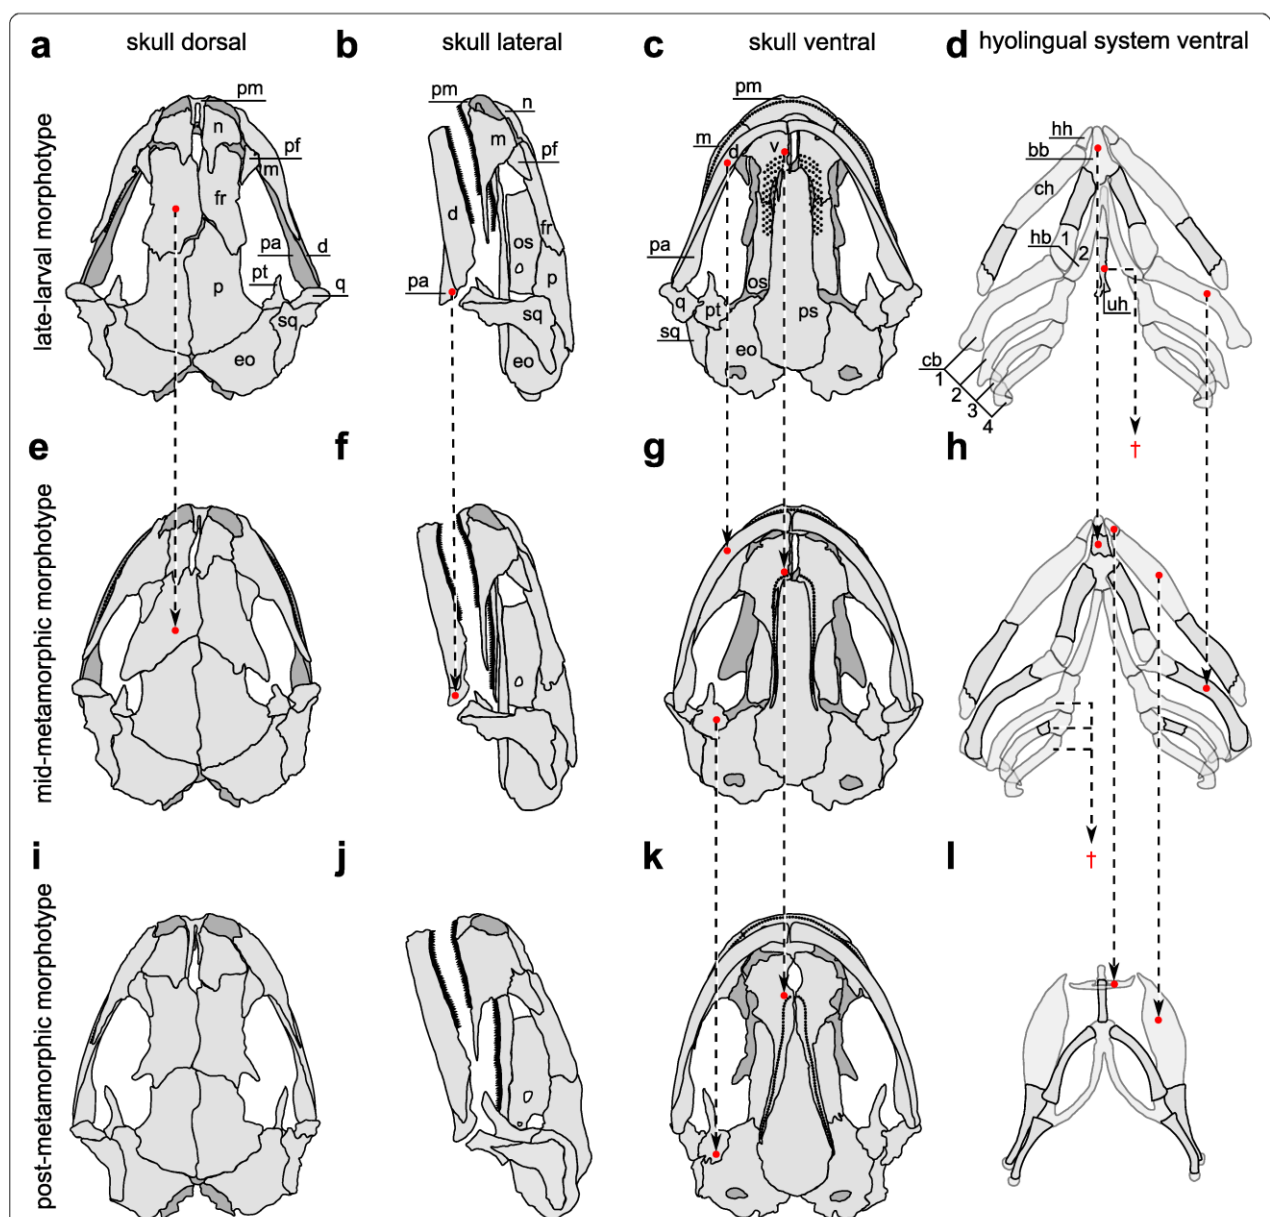 a skull dorsal b skull lateral c skull ventral d hyolingual system ventral
late-larval morphotype
pm
n
pf
m
fr
pa
d
pt
p
q
sq
eo
pm
n
m
pf
d
os
fr
pa
p
sq
eo
pm
m
d
v
pa
q
pt
os
ps
sq
eo
hh
bb
ch
hb 1
2
uh
cb
1
2
3
4
†
e f g h
mid-metamorphic morphotype
†
i j k l
post-metamorphic morphotype